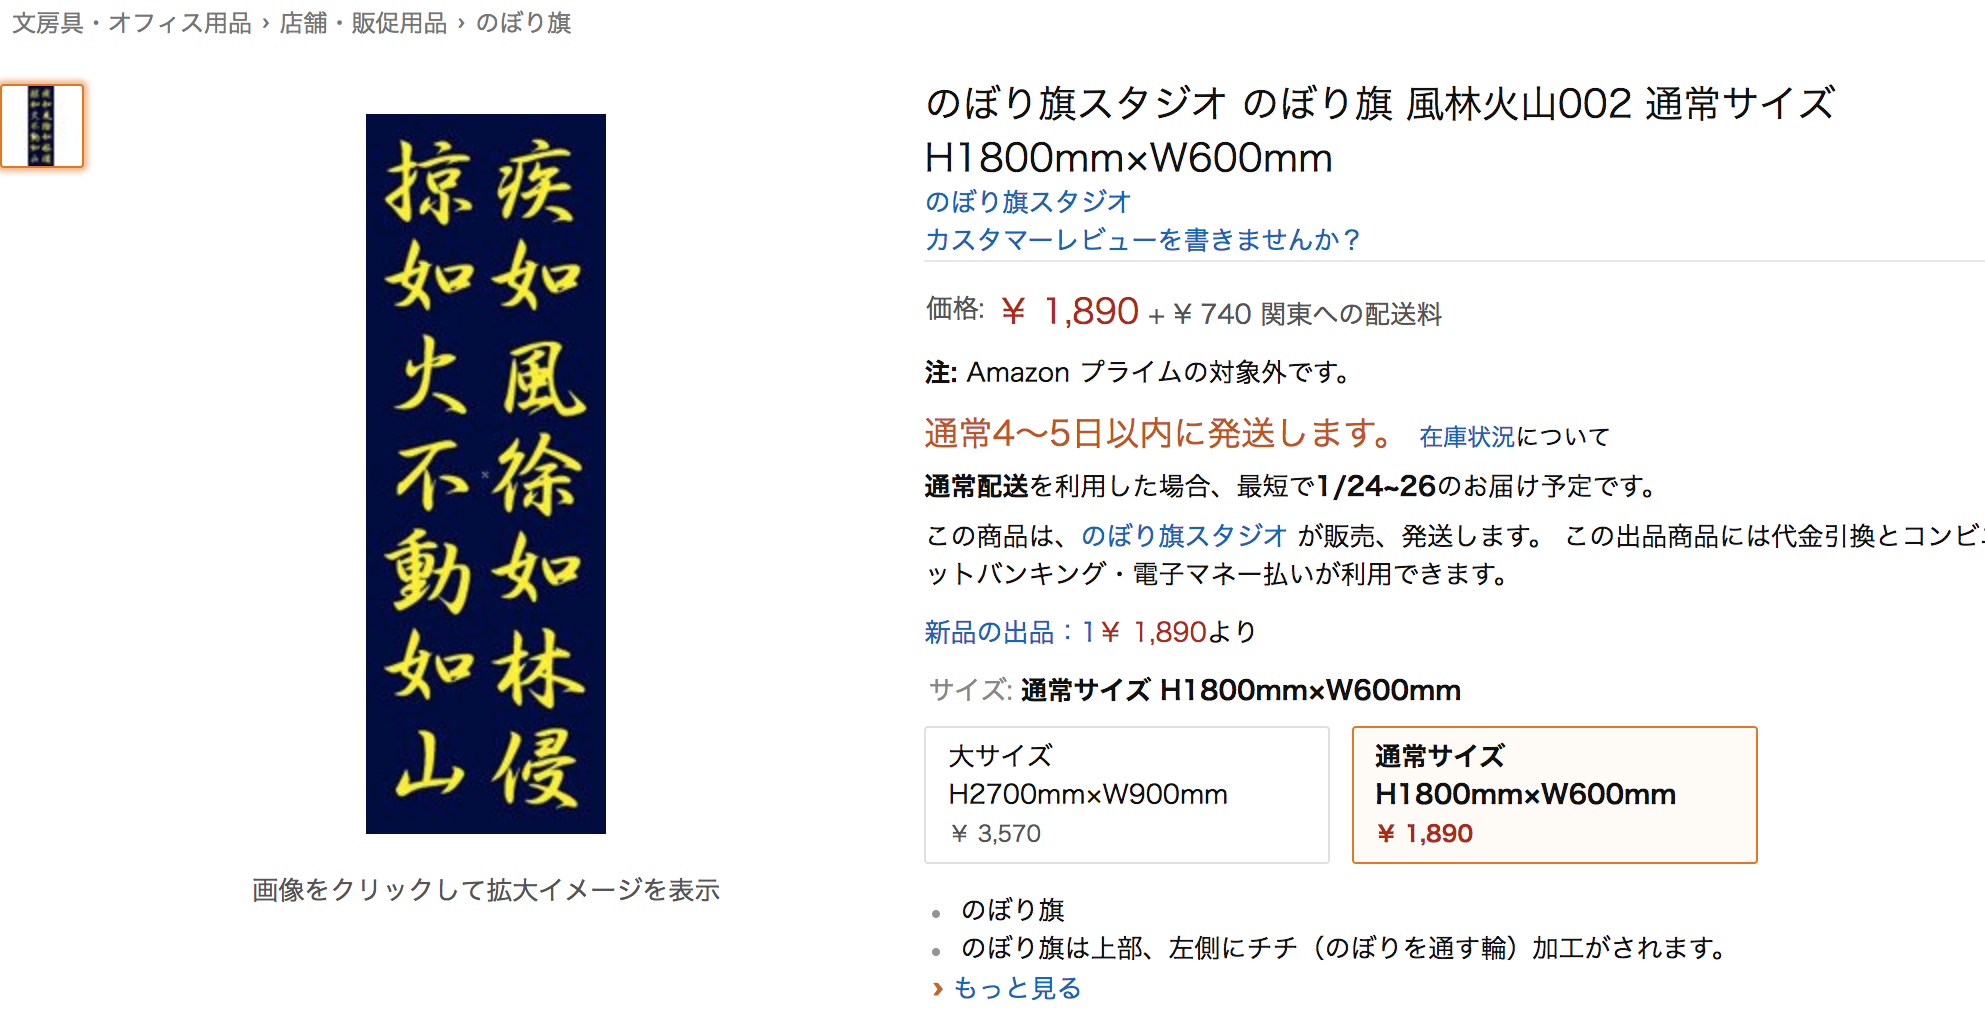 文房具・オフィス用品 › 店舗・販促用品 › のぼり旗
疾如風徐如林侵
掠如火不動如山
画像をクリックして拡大イメージを表示
のぼり旗スタジオ のぼり旗 風林火山002 通常サイズ
H1800mm×W600mm
のぼり旗スタジオ
カスタマーレビューを書きませんか？
価格: ￥ 1,890 + ￥ 740 関東への配送料
注: Amazon プライムの対象外です。
通常4～5日以内に発送します。 在庫状況について
通常配送を利用した場合、最短で1/24~26のお届け予定です。
この商品は、のぼり旗スタジオ が販売、発送します。 この出品商品には代金引換とコンビ
ットバンキング・電子マネー払いが利用できます。
新品の出品：1￥ 1,890より
サイズ: 通常サイズ H1800mm×W600mm
大サイズ
H2700mm×W900mm
￥ 3,570
通常サイズ
H1800mm×W600mm
￥ 1,890
• のぼり旗
• のぼり旗は上部、左側にチチ（のぼりを通す輪）加工がされます。
› もっと見る